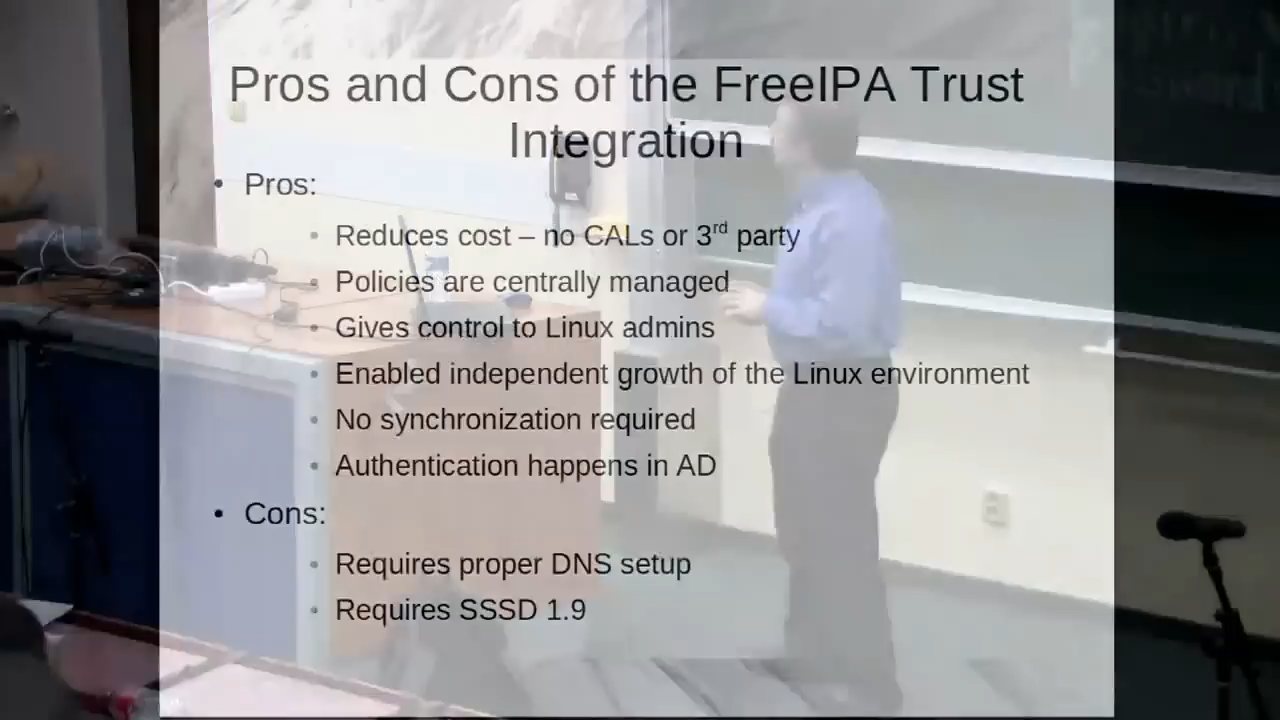 Pros and Cons of the FreeIPA Trust
Integration
• Pros:
• Reduces cost – no CALs or 3rd party
• Policies are centrally managed
• Gives control to Linux admins
• Enabled independent growth of the Linux environment
• No synchronization required
• Authentication happens in AD
• Cons:
• Requires proper DNS setup
• Requires SSSD 1.9